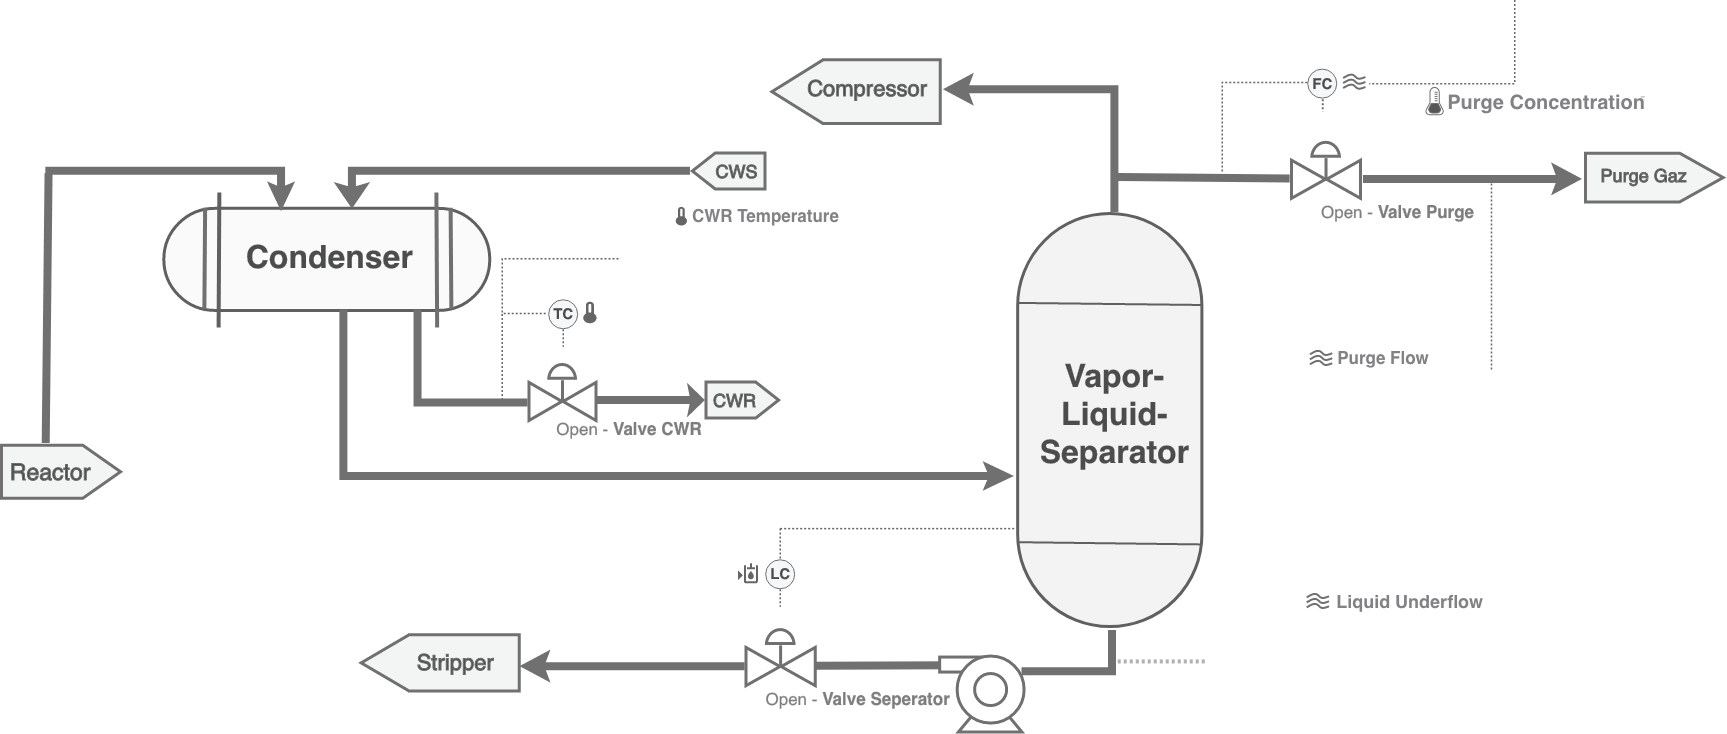 Compressor
FC
Purge Concentration
CWS
Purge Gaz
CWR Temperature
Open - Valve Purge
Condenser
TC
Purge Flow
Vapor-
Liquid-
Separator
CWR
Open - Valve CWR
Reactor
LC
Liquid Underflow
Stripper
Open - Valve Seperator